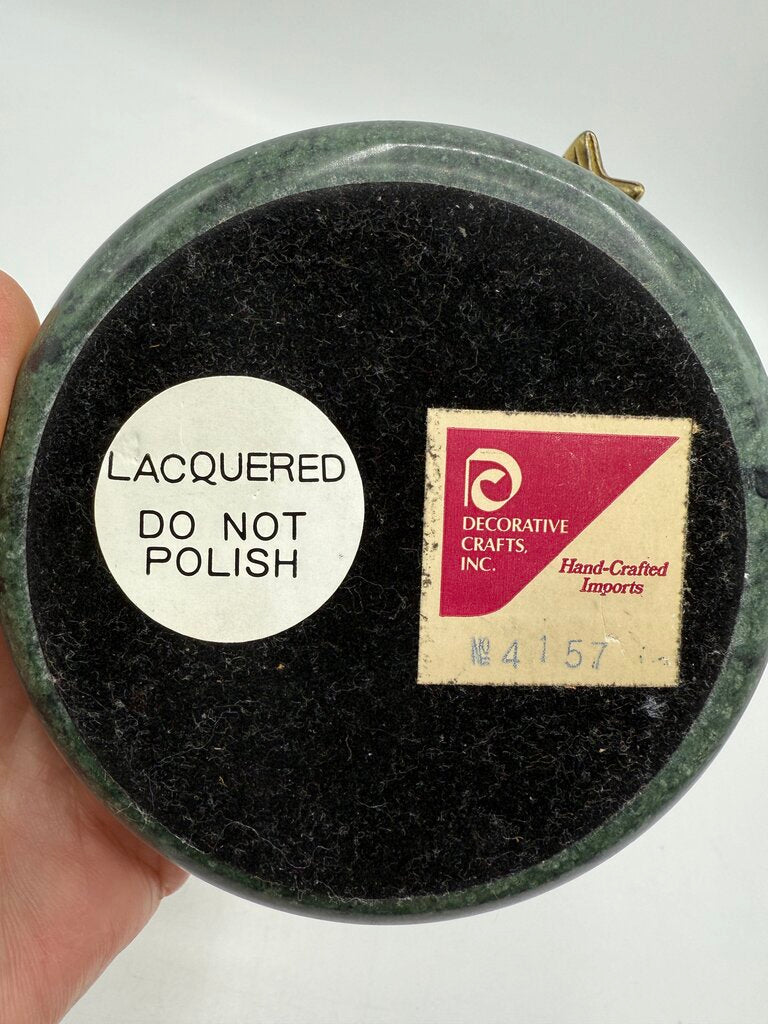 LACQUERED
DO NOT
POLISH
DECORATIVE
CRAFTS,
INC.
Hand-Crafted
Imports
№ 4157